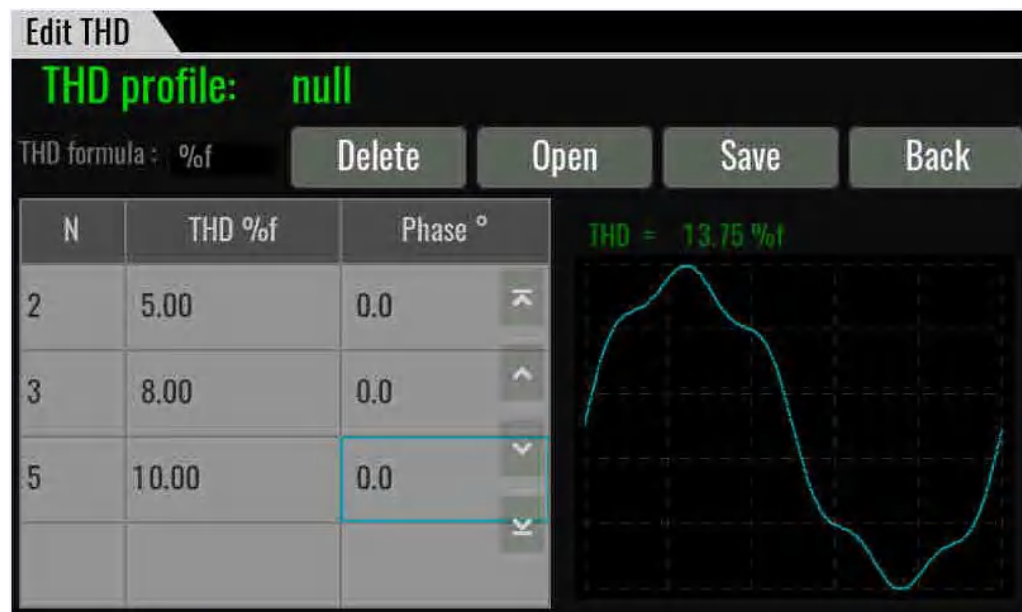 Edit THD
THD profile: null
THD formula : %f Delete Open Save Back
N THD %f Phase °
THD = 13.75 %f
2 5.00 0.0
3 8.00 0.0
5 10.00 0.0